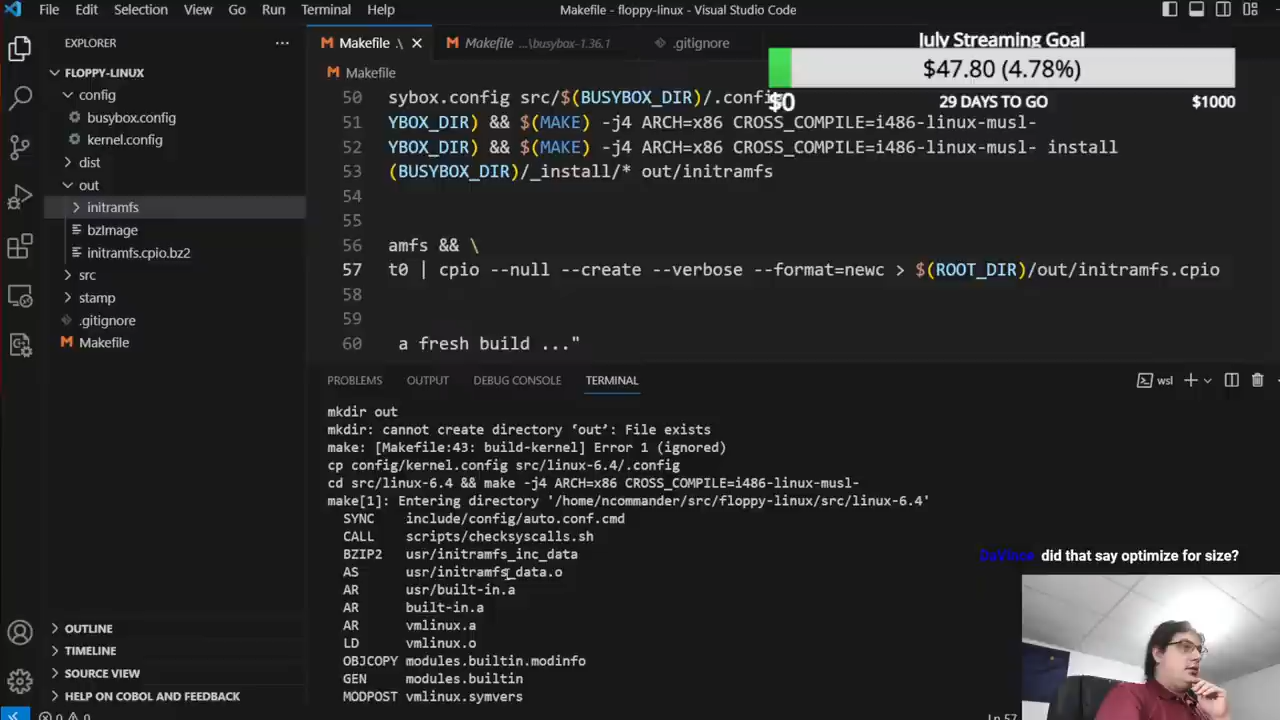 File Edit Selection View Go Run Terminal Help
Makefile - floppy-linux - Visual Studio Code
EXPLORER
FLOPPY-LINUX
config
busybox.config
kernel.config
dist
out
initramfs
bzImage
initramfs.cpio.bz2
src
stamp
.gitignore
Makefile
OUTLINE
TIMELINE
SOURCE VIEW
HELP ON COBOL AND FEEDBACK
Makefile .\
Makefile ...\busybox-1.36.1
.gitignore
July Streaming Goal
$47.80 (4.78%)
$0 29 DAYS TO GO $1000
Makefile
50 sybox.config src/$(BUSYBOX_DIR)/.config
51 YBOX_DIR) && $(MAKE) -j4 ARCH=x86 CROSS_COMPILE=i486-linux-musl-
52 YBOX_DIR) && $(MAKE) -j4 ARCH=x86 CROSS_COMPILE=i486-linux-musl- install
53 (BUSYBOX_DIR)/_install/* out/initramfs
54
55
56 amfs && \
57 t0 | cpio --null --create --verbose --format=newc > $(ROOT_DIR)/out/initramfs.cpio
58
59
60 a fresh build ..."
PROBLEMS OUTPUT DEBUG CONSOLE TERMINAL
wsl
mkdir out
mkdir: cannot create directory ‘out’: File exists
make: [Makefile:43: build-kernel] Error 1 (ignored)
cp config/kernel.config src/linux-6.4/.config
cd src/linux-6.4 && make -j4 ARCH=x86 CROSS_COMPILE=i486-linux-musl-
make[1]: Entering directory '/home/ncommander/src/floppy-linux/src/linux-6.4'
SYNC include/config/auto.conf.cmd
CALL scripts/checksyscalls.sh
BZIP2 usr/initramfs_inc_data
AS usr/initramfs_data.o
AR usr/built-in.a
AR built-in.a
AR vmlinux.a
LD vmlinux.o
OBJCOPY modules.builtin.modinfo
GEN modules.builtin
MODPOST vmlinux.symvers
DaVince did that say optimize for size?